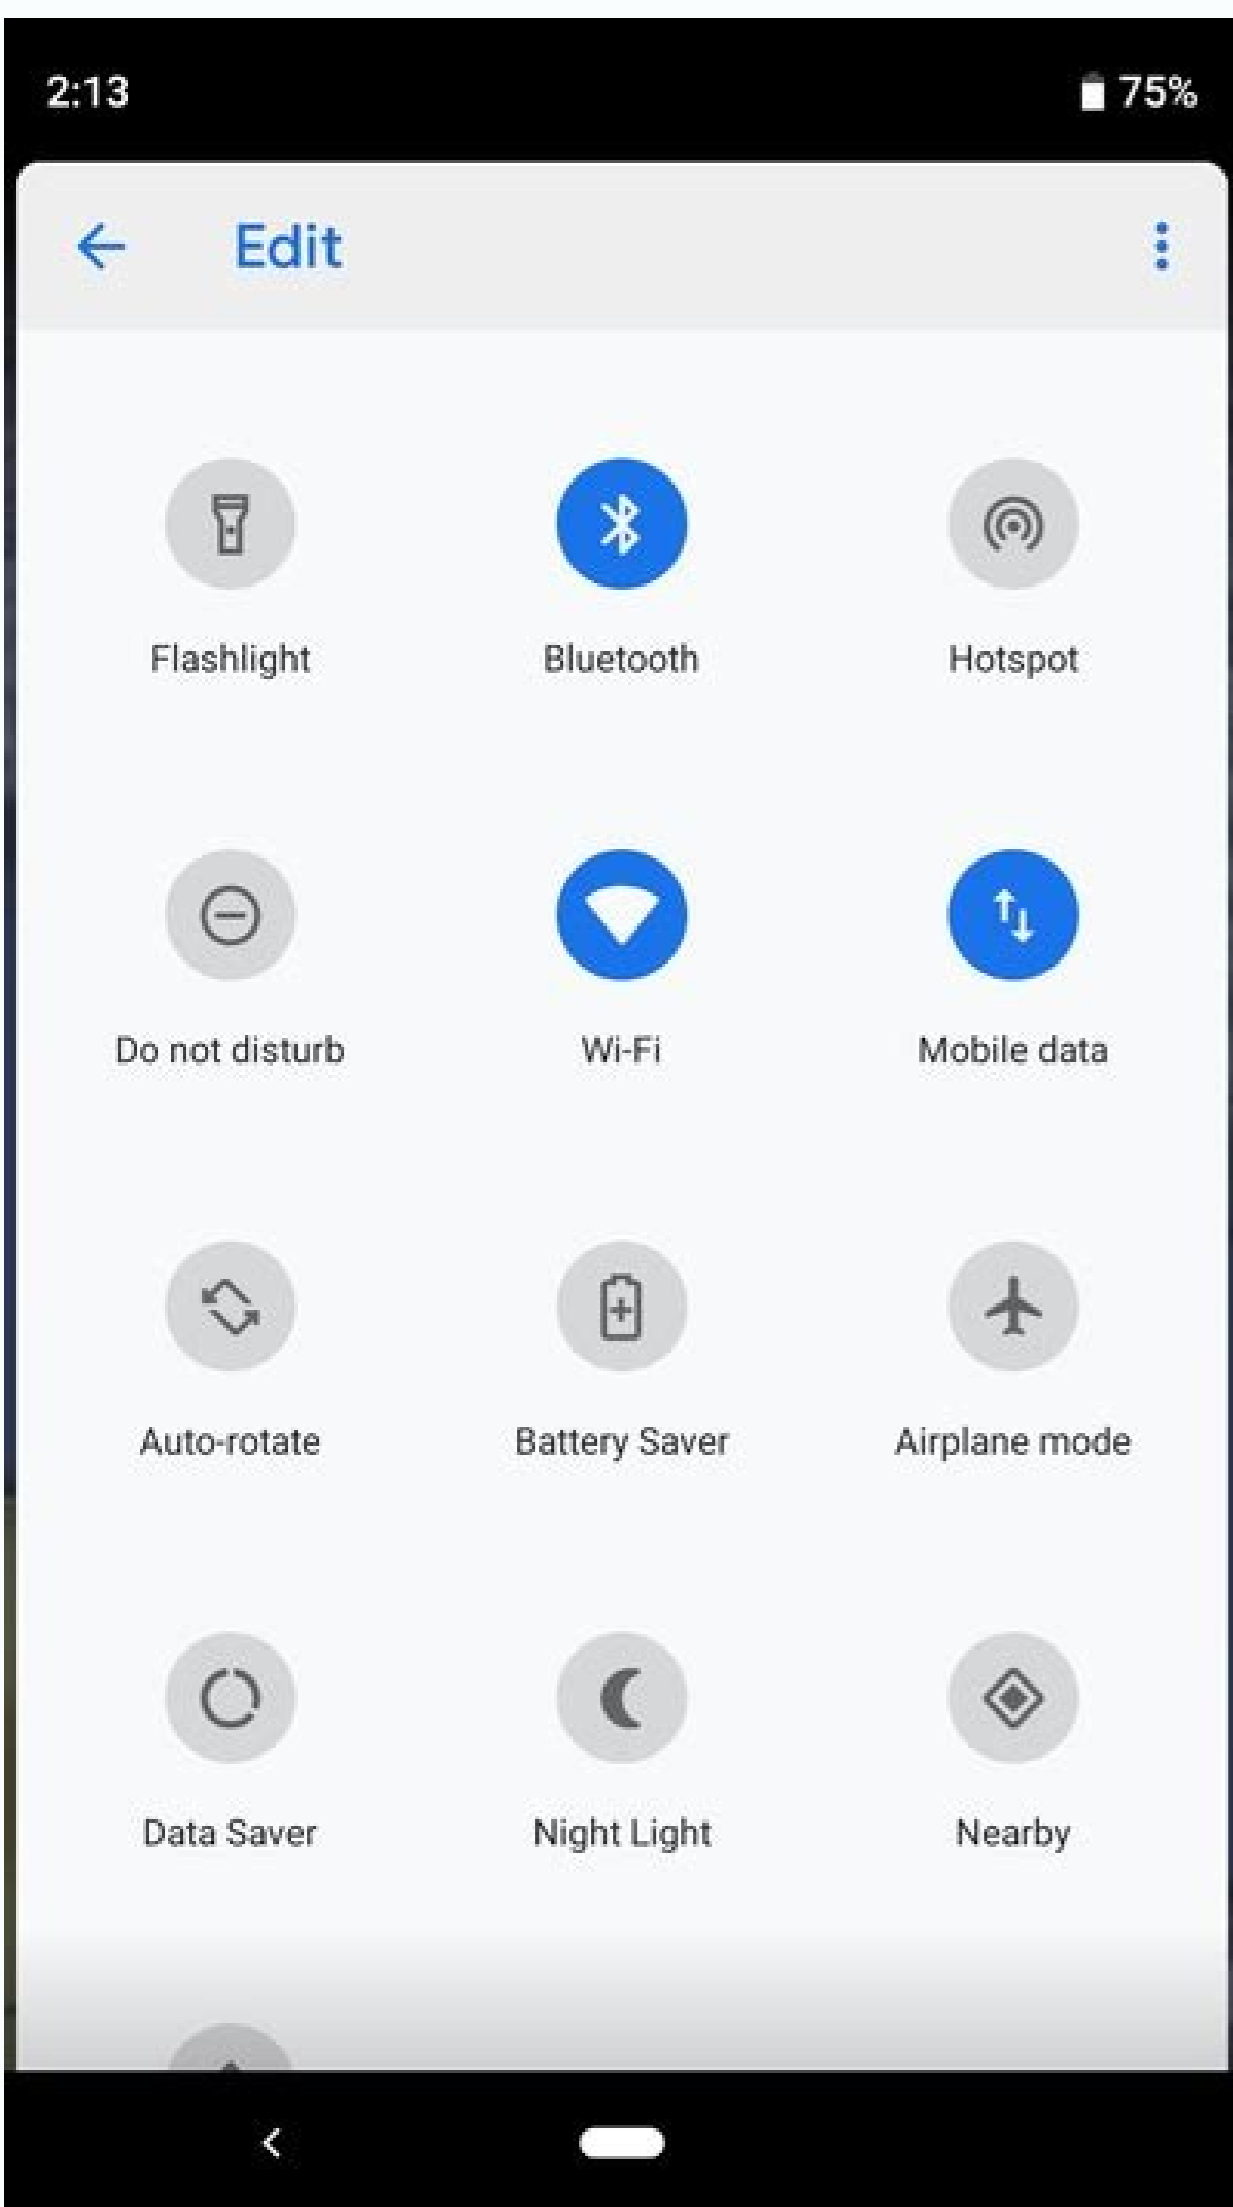 2:13 75%
Edit
Flashlight Bluetooth Hotspot
Do not disturb Wi-Fi Mobile data
Auto-rotate Battery Saver Airplane mode
Data Saver Night Light Nearby